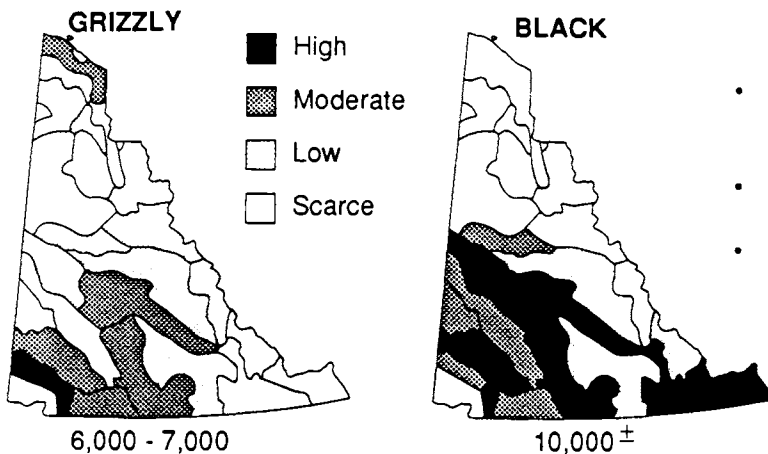 GRIZZLY
High
Moderate
Low
Scarce
6,000 - 7,000
BLACK
10,000 ±